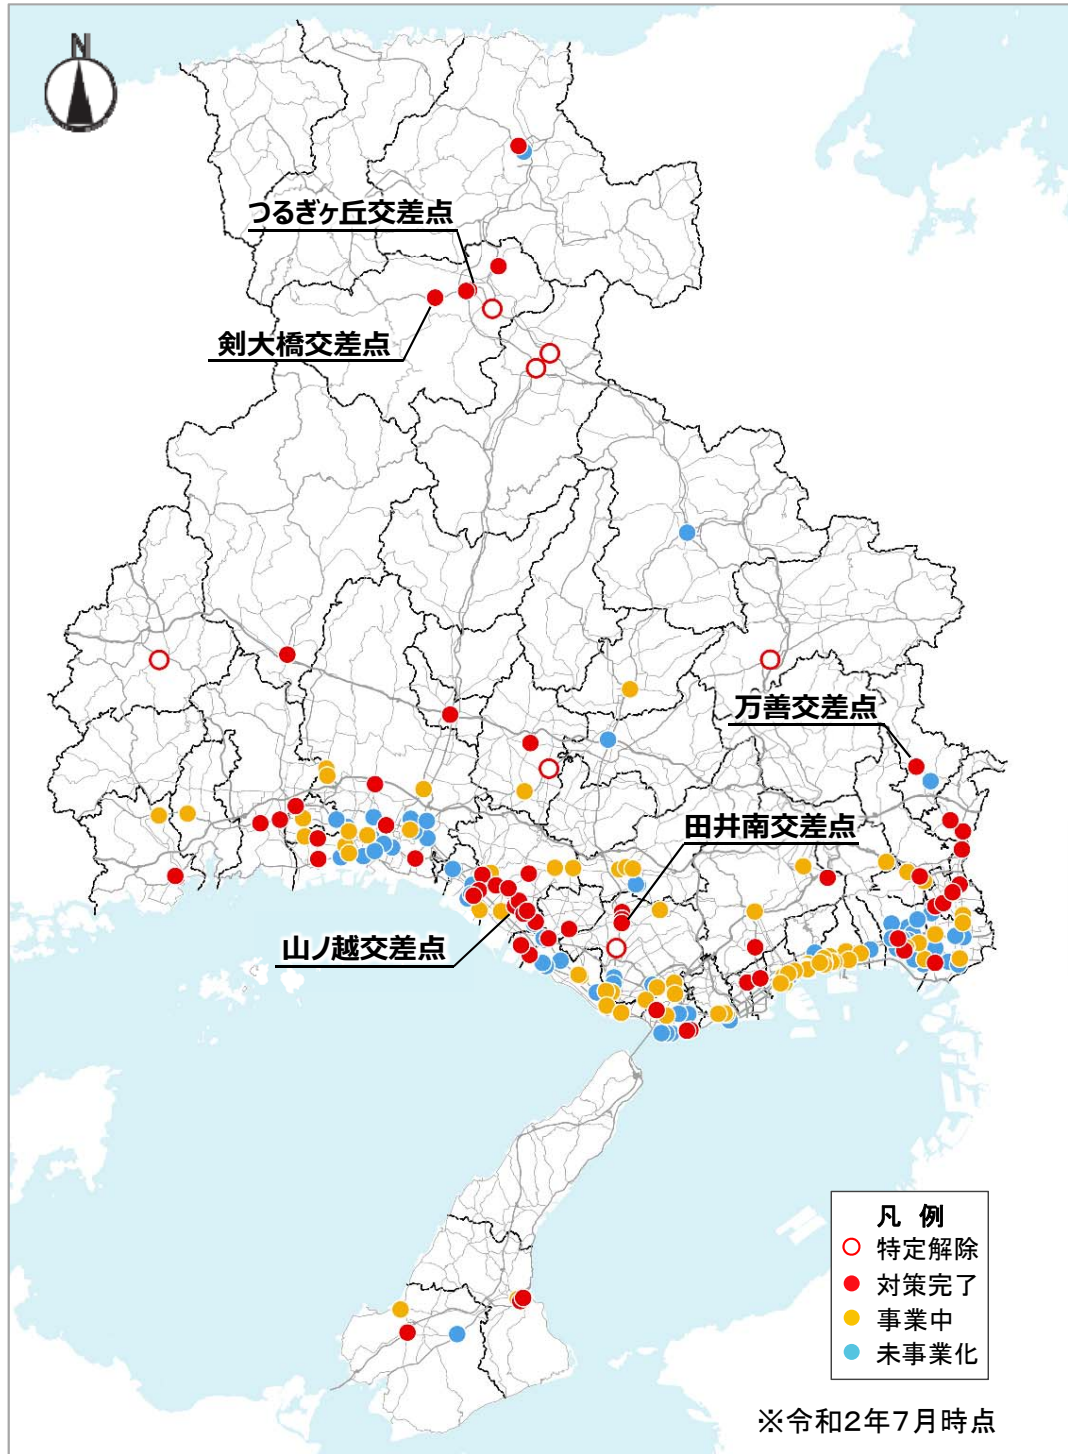 N
つるぎヶ丘交差点
剣大橋交差点
万善交差点
田井南交差点
山ノ越交差点
凡 例
特定解除
対策完了
事業中
未事業化
※令和2年7月時点